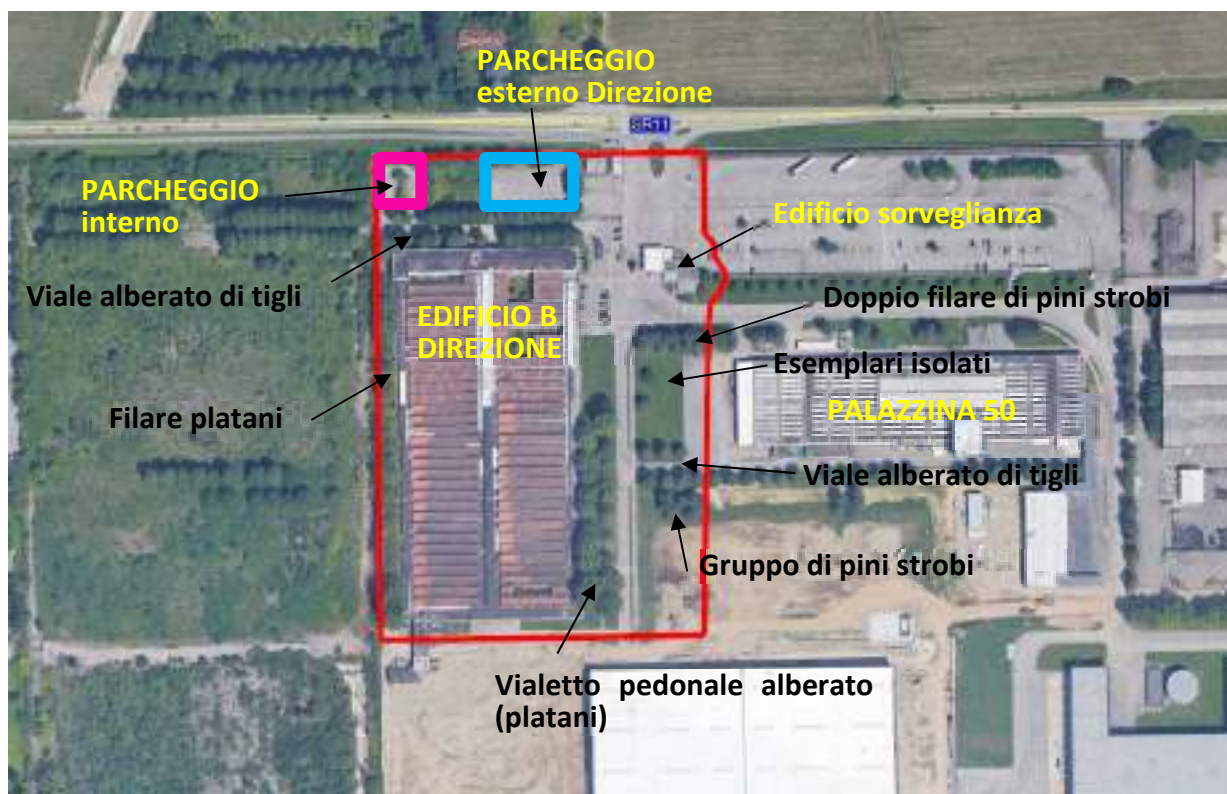 PARCHEGGIO
esterno Direzione
SR11
PARCHEGGIO
interno
Edificio sorveglianza
Viale alberato di tigli
Doppio filare di pini strobi
EDIFICIO B
DIREZIONE
Esemplari isolati
Filare platani
PALAZZINA 50
Viale alberato di tigli
Gruppo di pini strobi
Vialetto pedonale alberato
(platani)